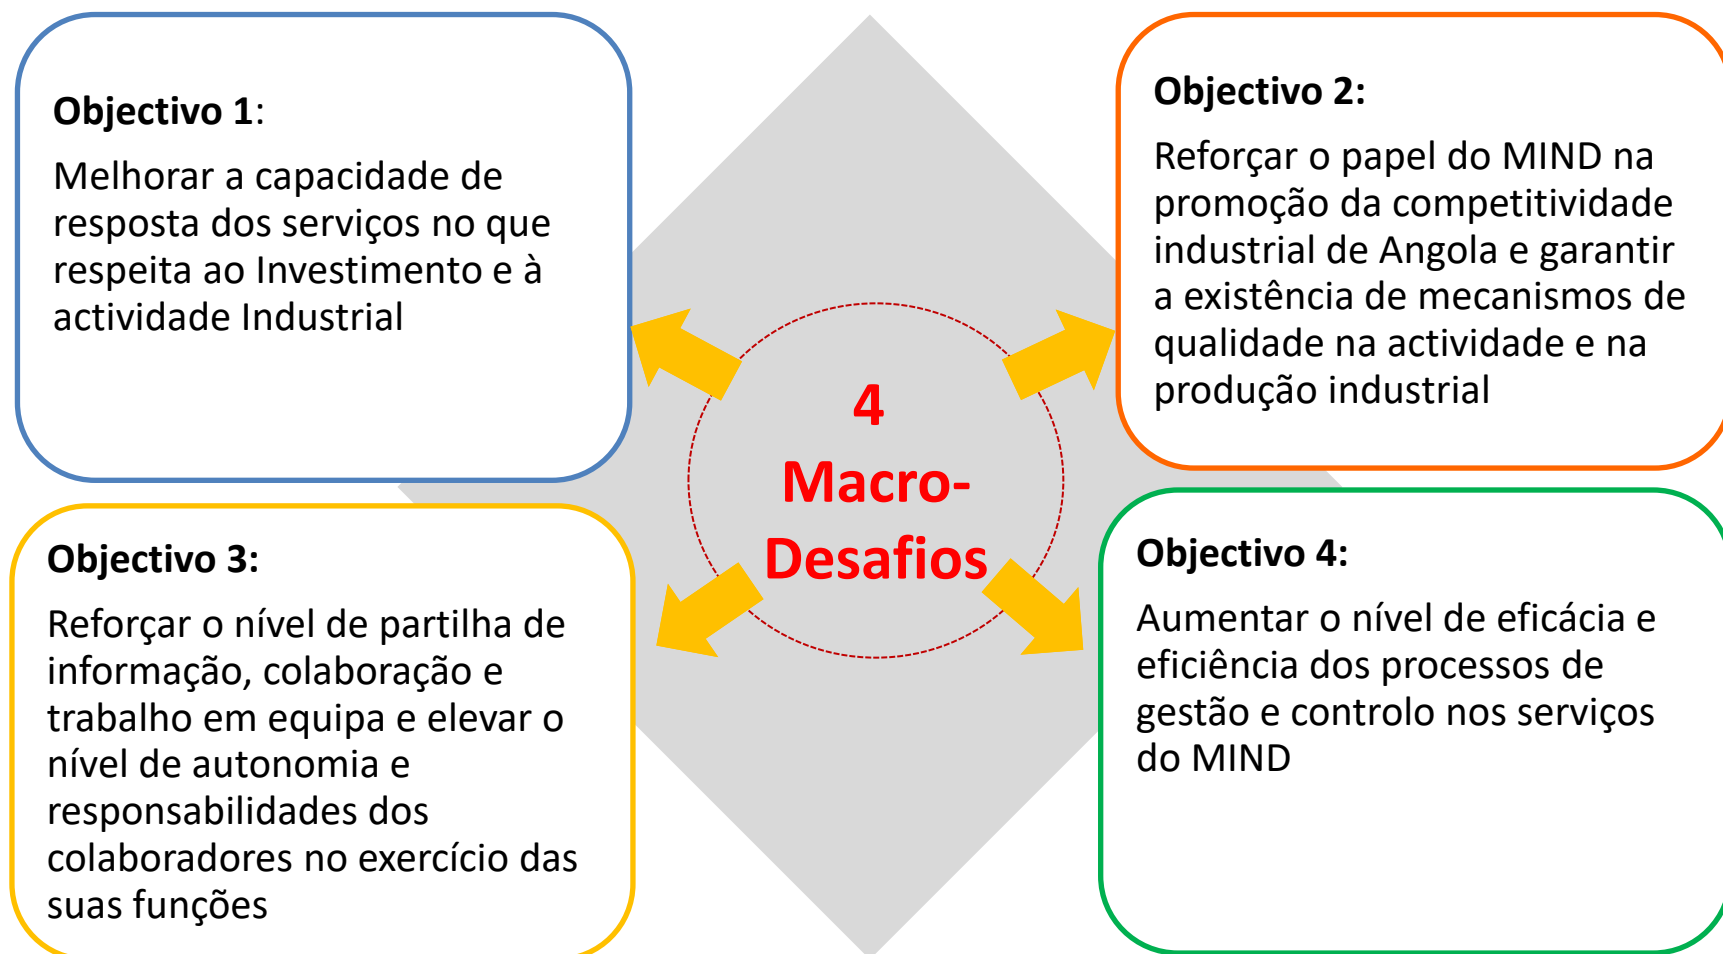 Objectivo 1:
Melhorar a capacidade de
resposta dos serviços no que
respeita ao Investimento e à
actividade Industrial
Objectivo 2:
Reforçar o papel do MIND na
promoção da competitividade
industrial de Angola e garantir
a existência de mecanismos de
qualidade na actividade e na
produção industrial
4
Macro-
Desafios
Objectivo 3:
Reforçar o nível de partilha de
informação, colaboração e
trabalho em equipa e elevar o
nível de autonomia e
responsabilidades dos
colaboradores no exercício das
suas funções
Objectivo 4:
Aumentar o nível de eficácia e
eficiência dos processos de
gestão e controlo nos serviços
do MIND